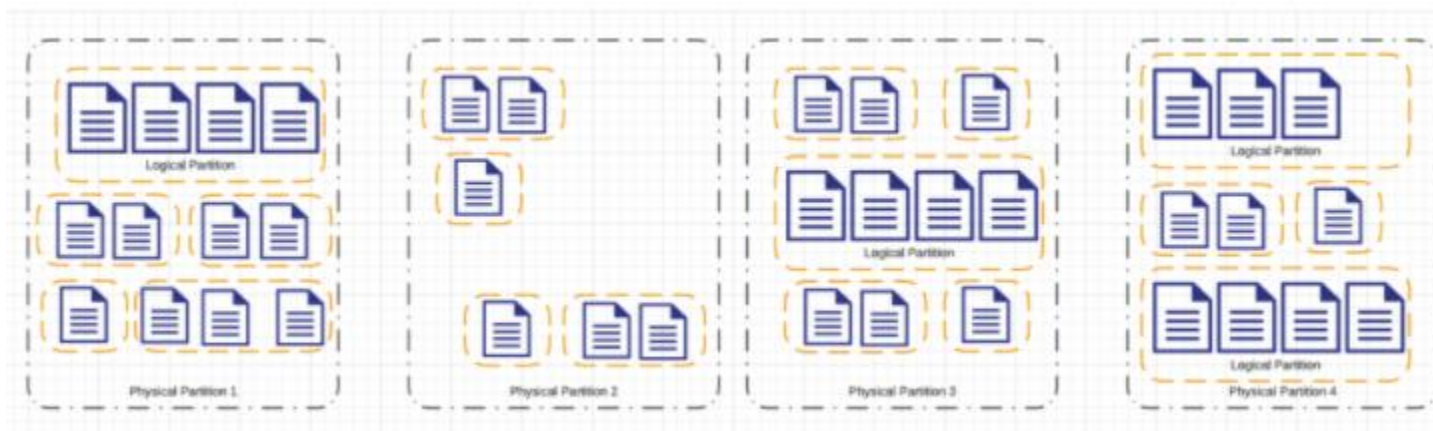 Logical Partition
Physical Partition 1
Physical Partition 2
Logical Partition
Physical Partition 3
Logical Partition
Logical Partition
Physical Partition 4